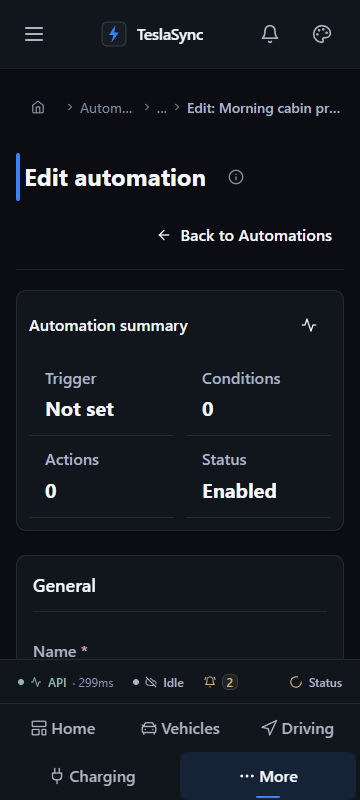 TeslaSync
Autom... ... Edit: Morning cabin pr...
Edit automation
Back to Automations
Automation summary
Trigger Conditions
Not set 0
Actions Status
0 Enabled
General
Name *
API · 299ms Idle 2 Status
Home Vehicles Driving
Charging More